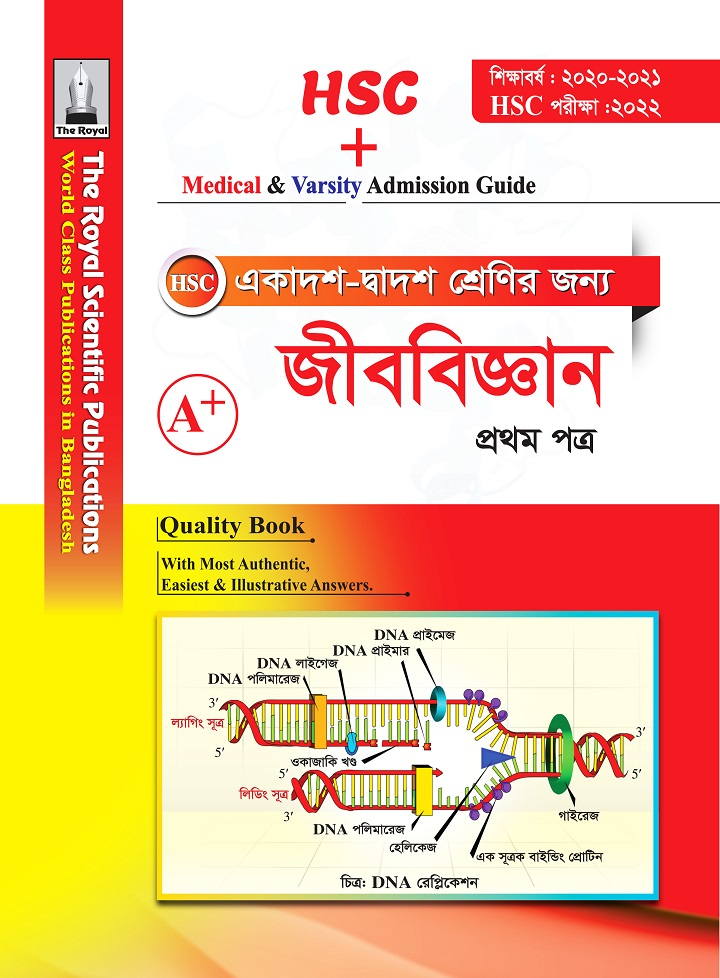 The Royal
The Royal Scientific Publications
World Class Publications in Bangladesh
HSC
+
Medical & Varsity Admission Guide
শিক্ষাবর্ষ : ২০২০-২০২১
HSC পরীক্ষা :২০২২
HSC একাদশ-দ্বাদশ শ্রেণির জন্য
জীববিজ্ঞান
A+
প্রথম পত্র
Quality Book
With Most Authentic,
Easiest & Illustrative Answers.
DNA প্রাইমেজ
DNA প্রাইমার
DNA লাইগেজ
DNA পলিমারেজ
3'
ল্যাগিং সূত্র
5'
ওকাজাকি খণ্ড
5'
লিডিং সূত্র
3'
3'
5'
গাইরেজ
DNA পলিমারেজ
হেলিকেজ
এক সূত্রক বাইন্ডিং প্রোটিন
চিত্র: DNA রেপ্লিকেশন